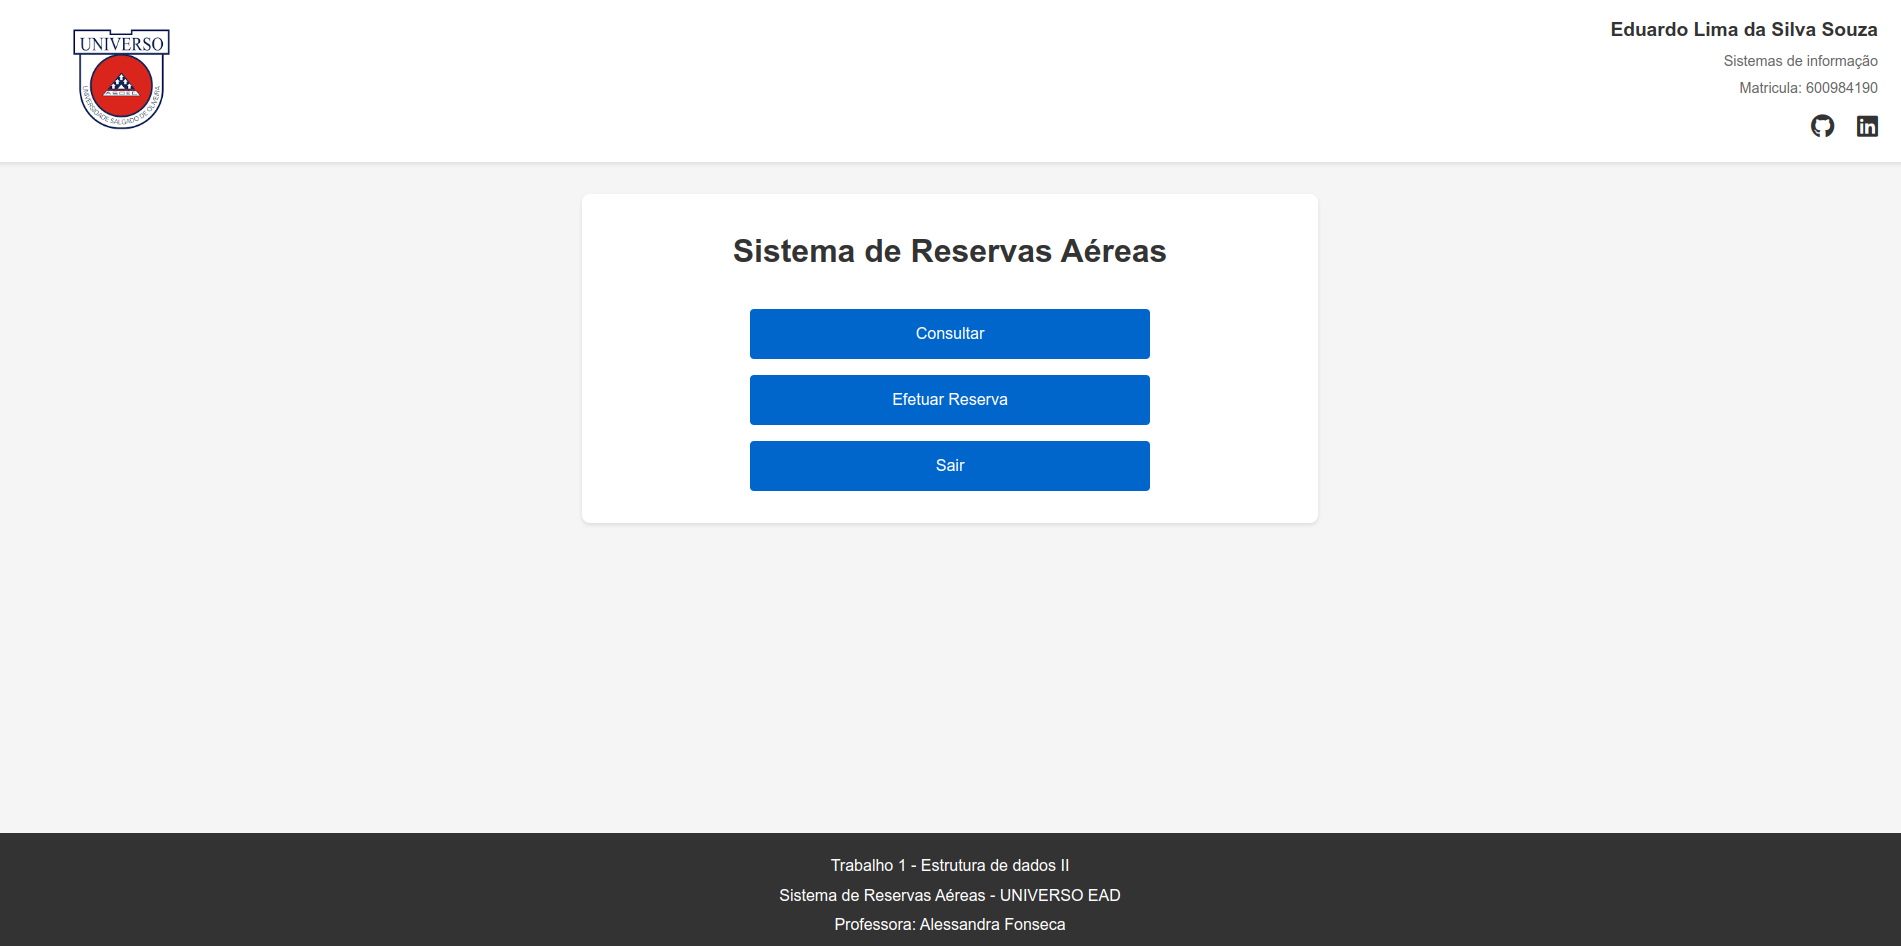 UNIVERSO
ASOEC
UNIVERSIDADE SALGADO DE OLIVEIRA
Eduardo Lima da Silva Souza
Sistemas de informação
Matricula: 600984190
in
Sistema de Reservas Aéreas
Consultar
Efetuar Reserva
Sair
Trabalho 1 - Estrutura de dados II
Sistema de Reservas Aéreas - UNIVERSO EAD
Professora: Alessandra Fonseca